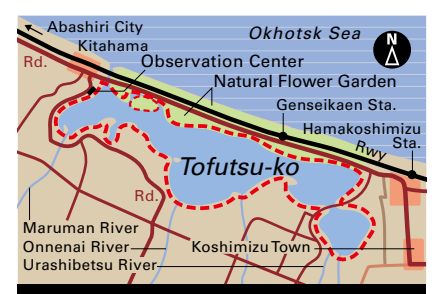 Abashiri City
Okhotsk Sea
N
Kitahama
Rd.
Observation Center
Natural Flower Garden
Genseikaen Sta.
Hamakoshimizu
Sta.
Rwy
Tofutsu-ko
Rd.
Maruman River
Onnenai River
Koshimizu Town
Urashibetsu River